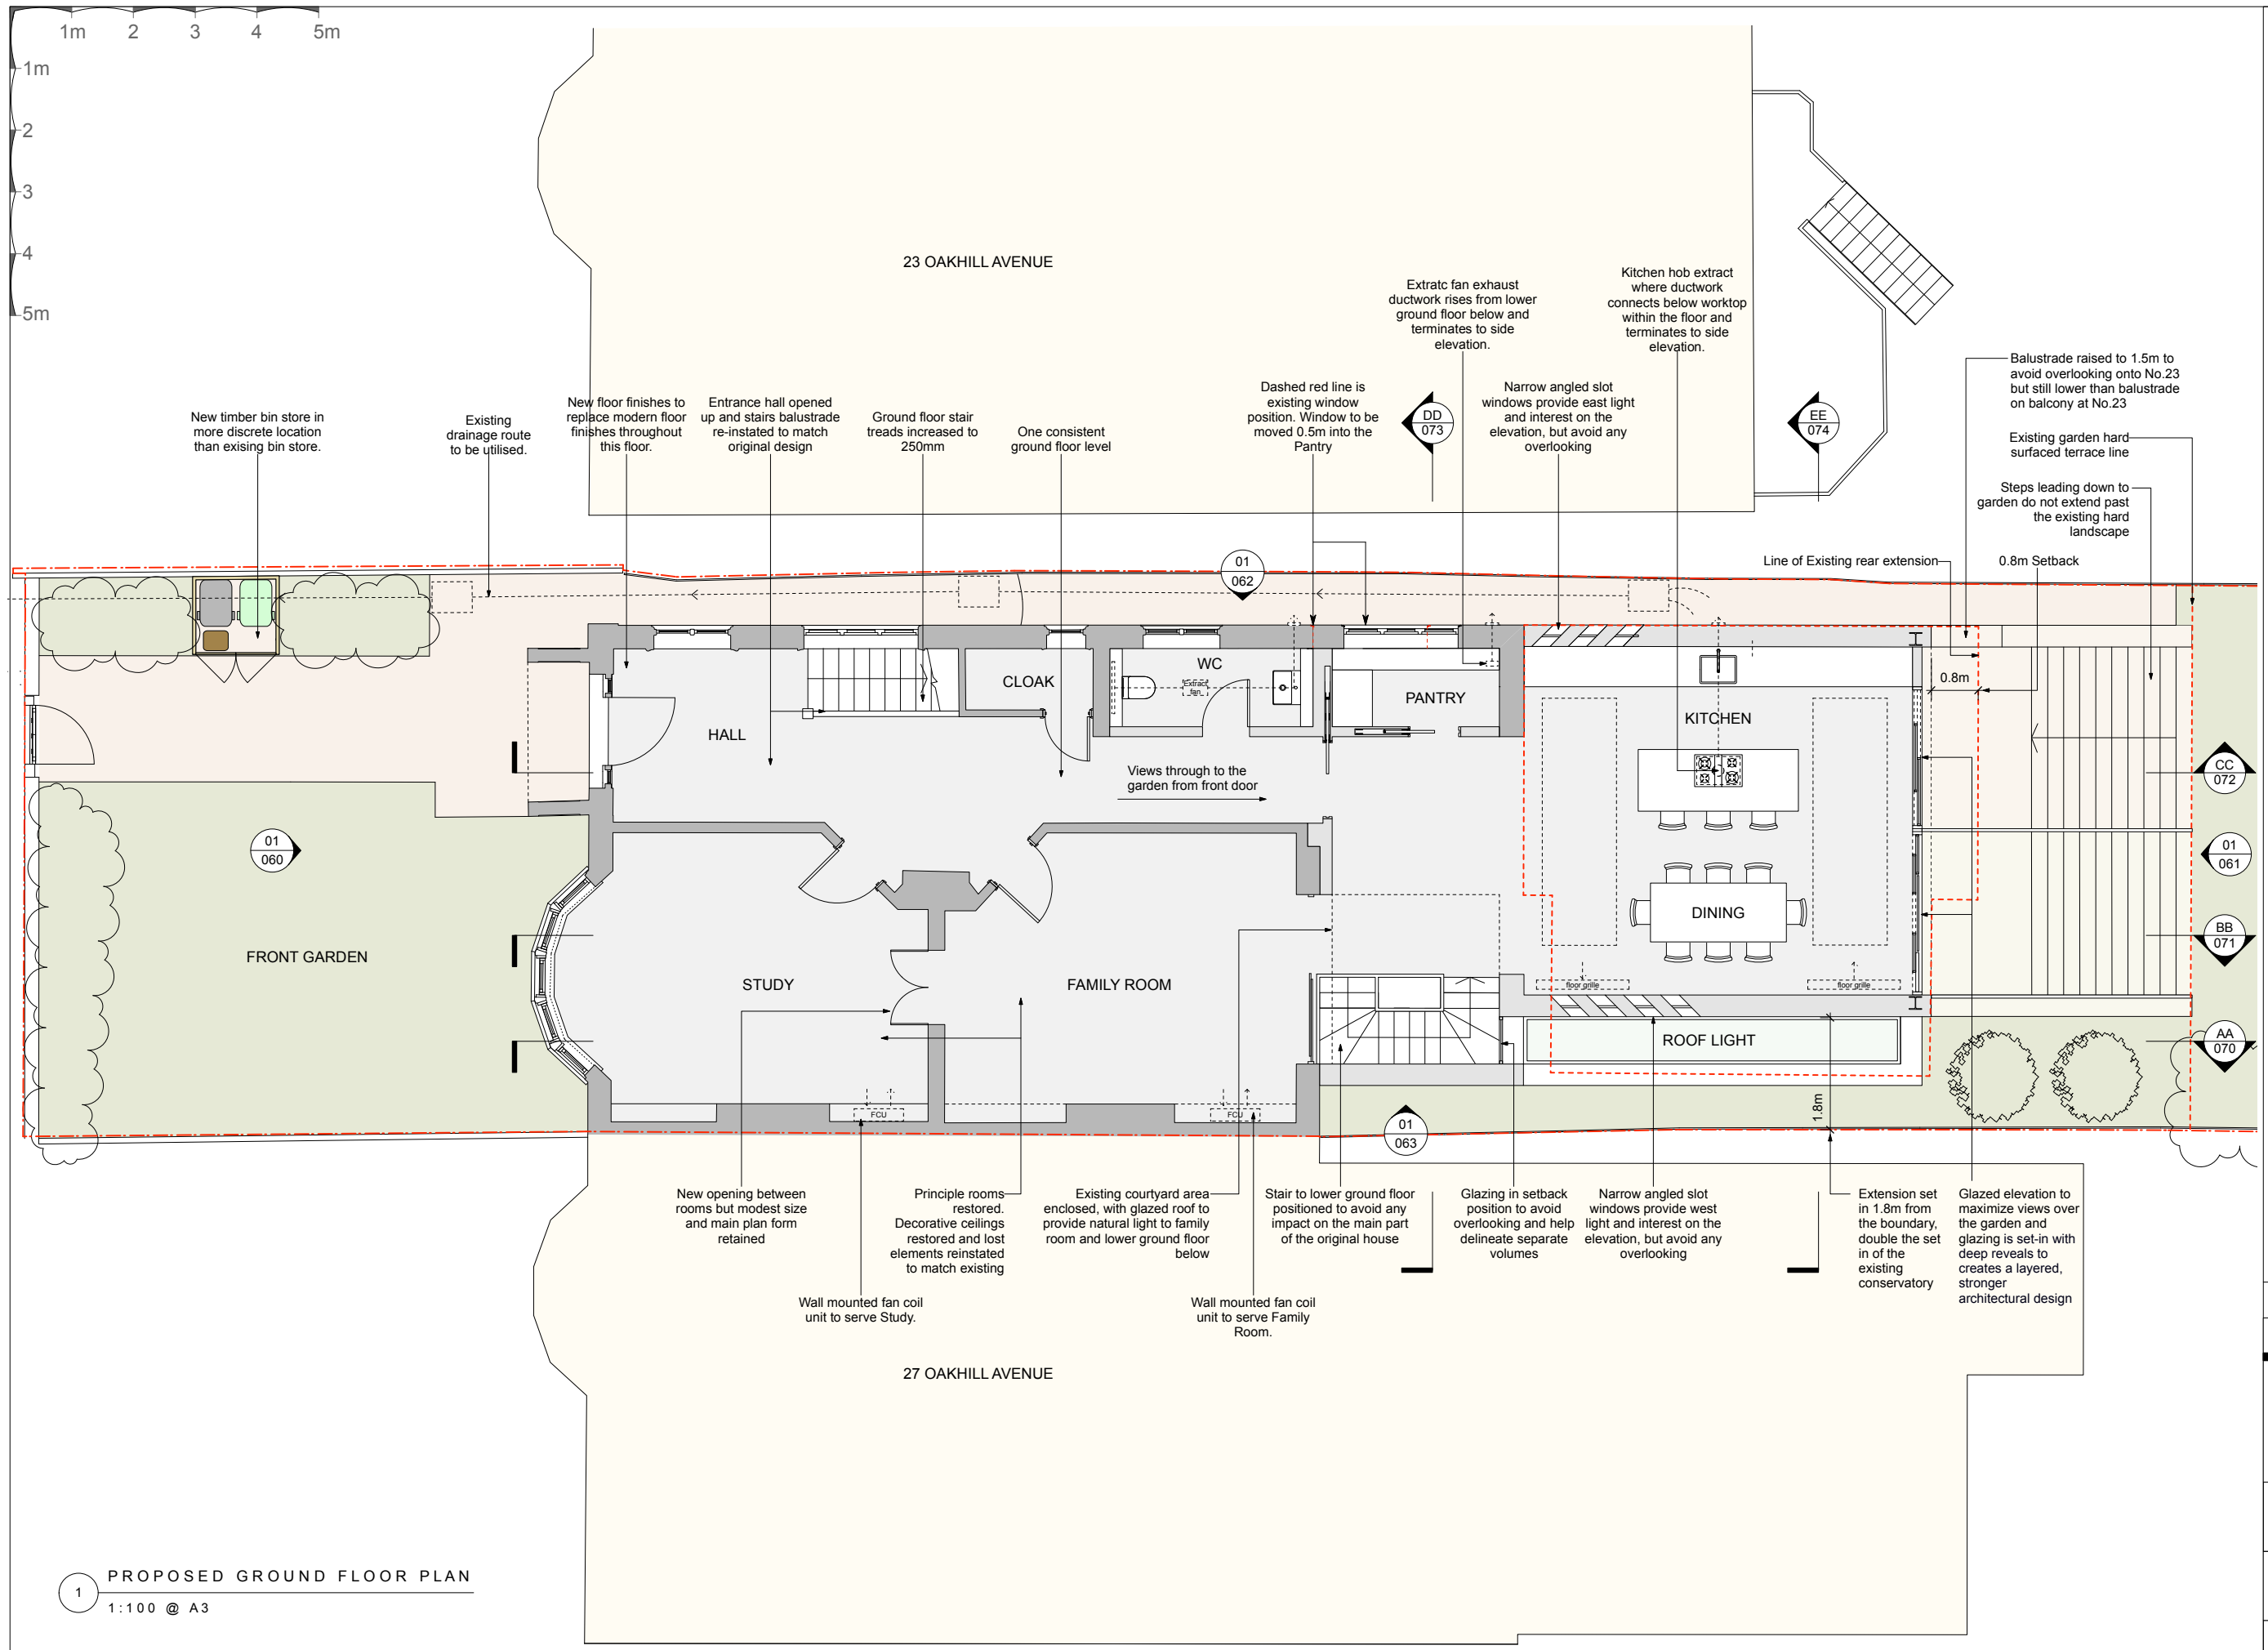 1m
2
3
4
5m
1m
2
3
4
5m
23 OAKHILL AVENUE
New timber bin store in
more discrete location
than exising bin store.
Existing
drainage route
to be utilised.
New floor finishes to
replace modern floor
finishes throughout
this floor.
Entrance hall opened
up and stairs balustrade
re-instated to match
original design
Ground floor stair
treads increased to
250mm
One consistent
ground floor level
Dashed red line is
existing window
position. Window to be
moved 0.5m into the
Pantry
Extratc fan exhaust
ductwork rises from lower
ground floor below and
terminates to side
elevation.
DD
073
Narrow angled slot
windows provide east light
and interest on the
elevation, but avoid any
overlooking
Kitchen hob extract
where ductwork
connects below worktop
within the floor and
terminates to side
elevation.
EE
074
Balustrade raised to 1.5m to
avoid overlooking onto No.23
but still lower than balustrade
on balcony at No.23
Existing garden hard
surfaced terrace line
Steps leading down to
garden do not extend past
the existing hard
landscape
Line of Existing rear extension
0.8m Setback
01
062
WC
CLOAK
Extract
fan
PANTRY
HALL
KITCHEN
0.8m
Views through to the
garden from front door
CC
072
01
060
01
061
FRONT GARDEN
STUDY
FAMILY ROOM
DINING
BB
071
floor grille
floor grille
ROOF LIGHT
AA
070
FCU
FCU
1.8m
01
063
New opening between
rooms but modest size
and main plan form
retained
Principle rooms
restored.
Decorative ceilings
restored and lost
elements reinstated
to match existing
Existing courtyard area
enclosed, with glazed roof to
provide natural light to family
room and lower ground floor
below
Stair to lower ground floor
positioned to avoid any
impact on the main part
of the original house
Glazing in setback
position to avoid
overlooking and help
delineate separate
volumes
Narrow angled slot
windows provide west
light and interest on the
elevation, but avoid any
overlooking
Extension set
in 1.8m from
the boundary,
double the set
in of the
existing
conservatory
Glazed elevation to
maximize views over
the garden and
glazing is set-in with
deep reveals to
creates a layered,
stronger
architectural design
Wall mounted fan coil
unit to serve Study.
Wall mounted fan coil
unit to serve Family
Room.
27 OAKHILL AVENUE
1
PROPOSED GROUND FLOOR PLAN
1:100 @ A3